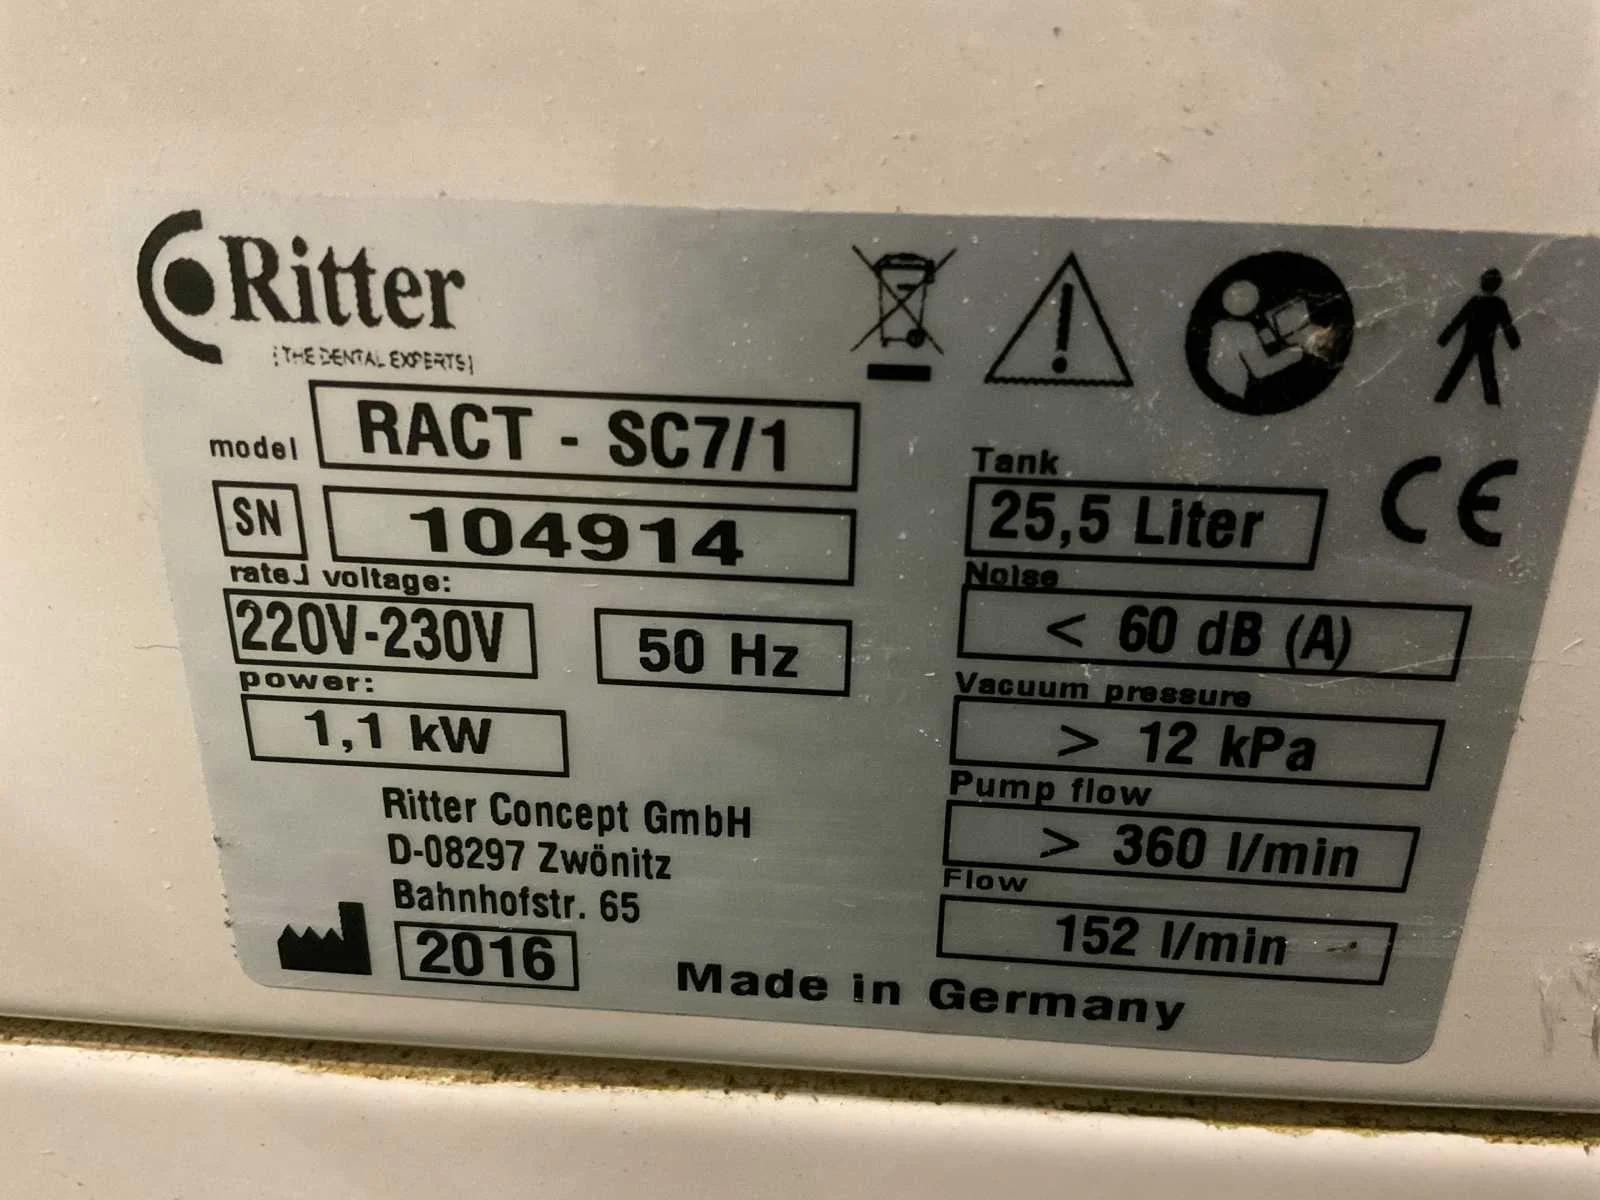 Ritter
[THE DENTAL EXPERTS]
model RACT - SC7/1
SN 104914
rated voltage:
220V-230V 50 Hz
power:
1,1 kW
Ritter Concept GmbH
D-08297 Zwönitz
Bahnhofstr. 65
2016
Made in Germany
CE
Tank
25,5 Liter
Noise
< 60 dB (A)
Vacuum pressure
> 12 kPa
Pump flow
> 360 l/min
Flow
152 l/min